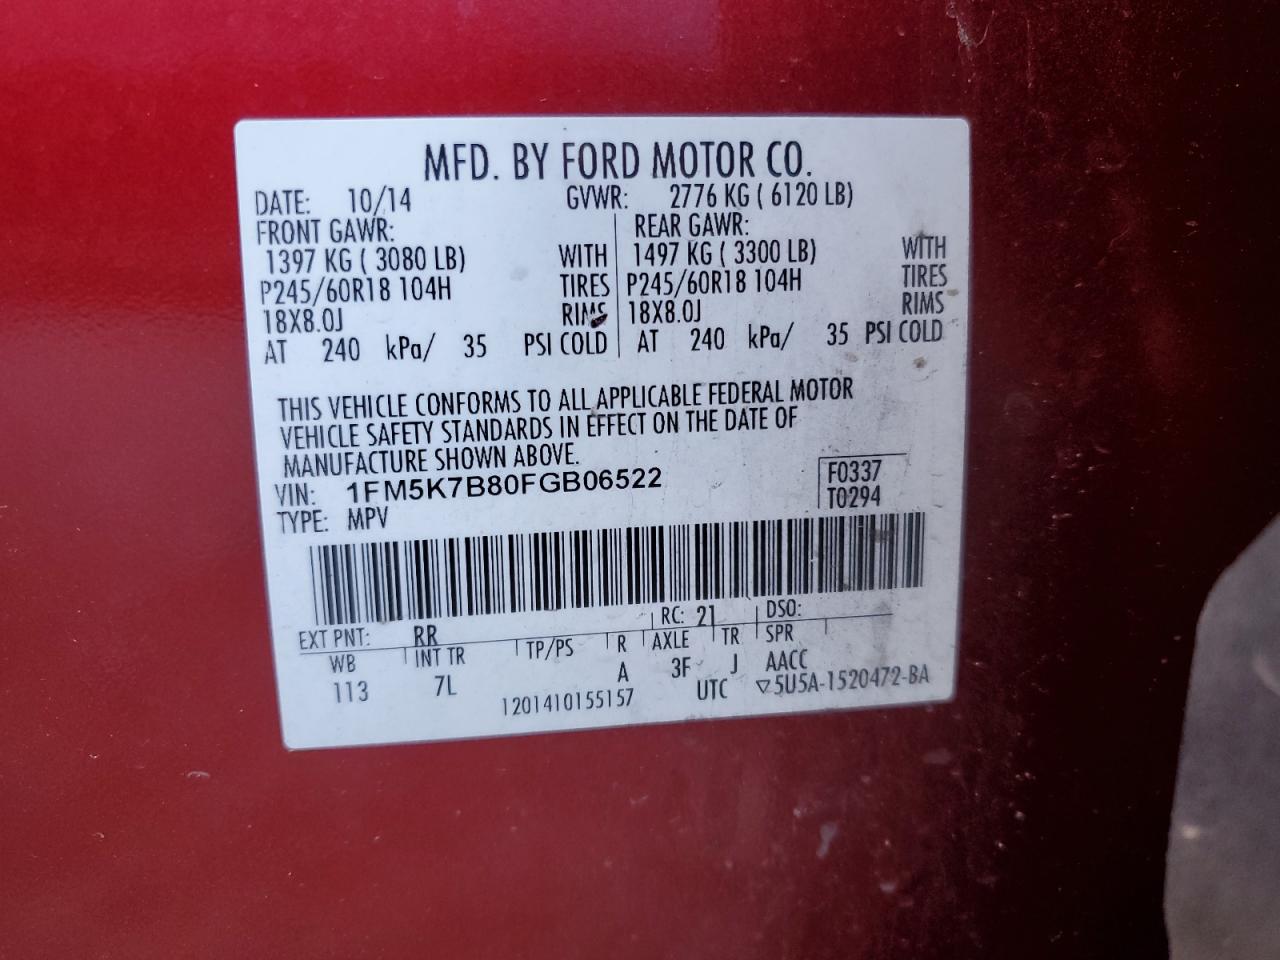 MFD. BY FORD MOTOR CO.
DATE: 10/14 GVWR: 2776 KG ( 6120 LB)
FRONT GAWR: REAR GAWR:
1397 KG ( 3080 LB) WITH 1497 KG ( 3300 LB) WITH
P245/60R18 104H TIRES P245/60R18 104H TIRES
18X8.0J RIMS 18X8.0J RIMS
AT 240 kPa/ 35 PSI COLD AT 240 kPa/ 35 PSI COLD
THIS VEHICLE CONFORMS TO ALL APPLICABLE FEDERAL MOTOR
VEHICLE SAFETY STANDARDS IN EFFECT ON THE DATE OF
MANUFACTURE SHOWN ABOVE.
VIN: 1FM5K7B80FGB06522 F0337
TYPE: MPV T0294
EXT PNT: RR RC: 21 DSO:
WB INT TR TP/PS R AXLE TR SPR
113 7L A 3F J AACC
1201410155157 UTC ▽5U5A-1520472-BA